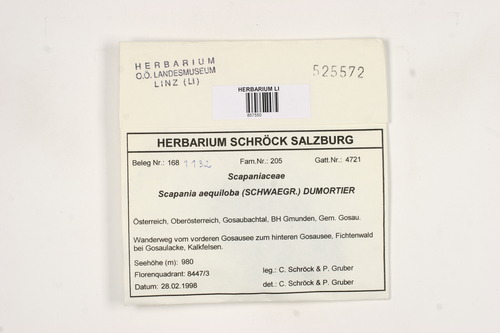 HERBARIUM
O.Ö. LANDESMUSEUM
LINZ (LI)
525572
HERBARIUM LI
857550
HERBARIUM SCHRÖCK SALZBURG
Beleg Nr.: 168 1132 Fam.Nr.: 205 Gatt.Nr.: 4721
Scapaniaceae
Scapania aequiloba (SCHWAEGR.) DUMORTIER
Österreich, Oberösterreich, Gosaubachtal, BH Gmunden, Gem. Gosau.
Wanderweg vom vorderen Gosausee zum hinteren Gosausee, Fichtenwald
bei Gosaulacke, Kalkfelsen.
Seehöhe (m): 980
Florenquadrant: 8447/3 leg.: C. Schröck & P. Gruber
Datum: 28.02.1998 det.: C. Schröck & P. Gruber